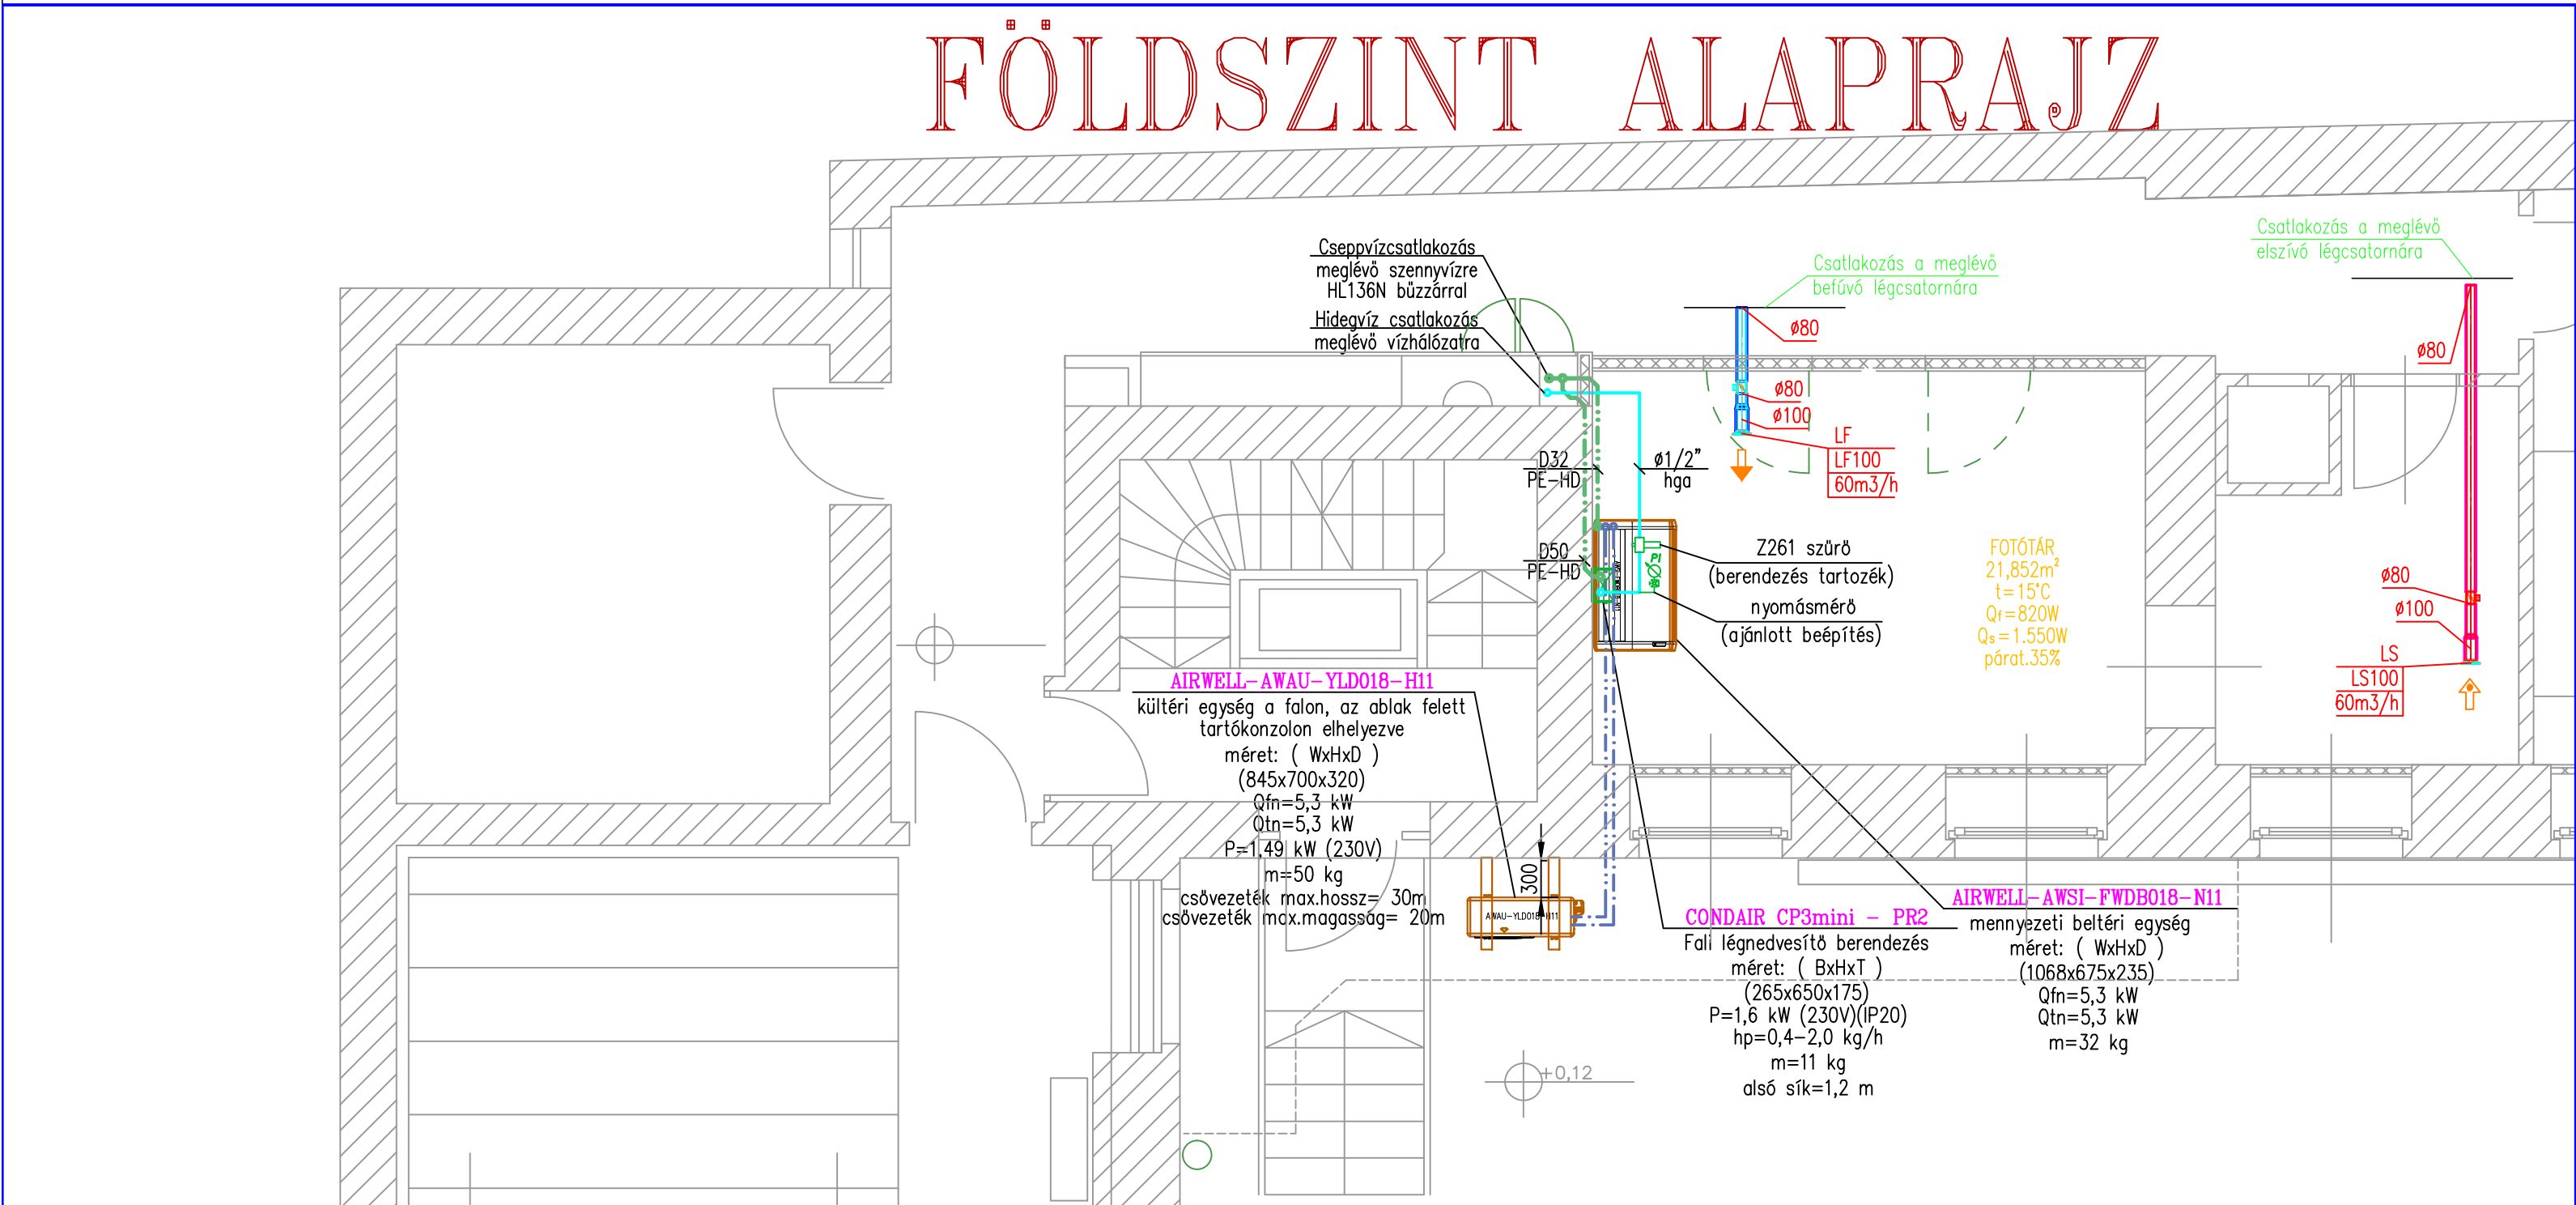 FÖLDSZINT ALAPRAJZ
Cseppvízcsatlakozás
meglévő szennyvízre
HL136N bűzzárral
Hidegvíz csatlakozás
meglévő vízhálózatra
Csatlakozás a meglévő
befúvó légcsatornára
Csatlakozás a meglévő
elszívó légcsatornára
ø80
ø80
ø100
LF
LF100
60m3/h
ø80
ø80
ø100
LS
LS100
60m3/h
D32
PE-HD
ø1/2"
hga
D50
PE-HD
PI
Z261 szűrő
(berendezés tartozék)
nyomásmérő
(ajánlott beépítés)
FOTÓTÁR
21,852m²
t=15°C
Qf=820W
Qs=1.550W
párat.35%
AIRWELL-AWAU-YLD018-H11
kültéri egység a falon, az ablak felett
tartókonzolon elhelyezve
méret: ( WxHxD )
(845x700x320)
Qfn=5,3 kW
Qtn=5,3 kW
P=1,49 kW (230V)
m=50 kg
csövezeték max.hossz= 30m
csövezeték max.magasság= 20m
300
AWAU-YLD018-H11
CONDAIR CP3mini - PR2
Fali légnedvesítő berendezés
méret: ( BxHxT )
(265x650x175)
P=1,6 kW (230V)(IP20)
hp=0,4-2,0 kg/h
m=11 kg
alsó sík=1,2 m
AIRWELL-AWSI-FWDB018-N11
mennyezeti beltéri egység
méret: ( WxHxD )
(1068x675x235)
Qfn=5,3 kW
Qtn=5,3 kW
m=32 kg
+0,12